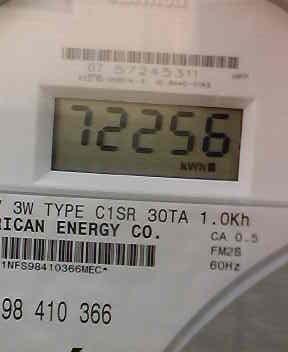 07 57245311
72256
kWh
3W TYPE C1SR 30TA 1.0Kh
RICAN ENERGY CO.
CA 0.5
FM2S
60Hz
1NFS98410366MEC*
98 410 366